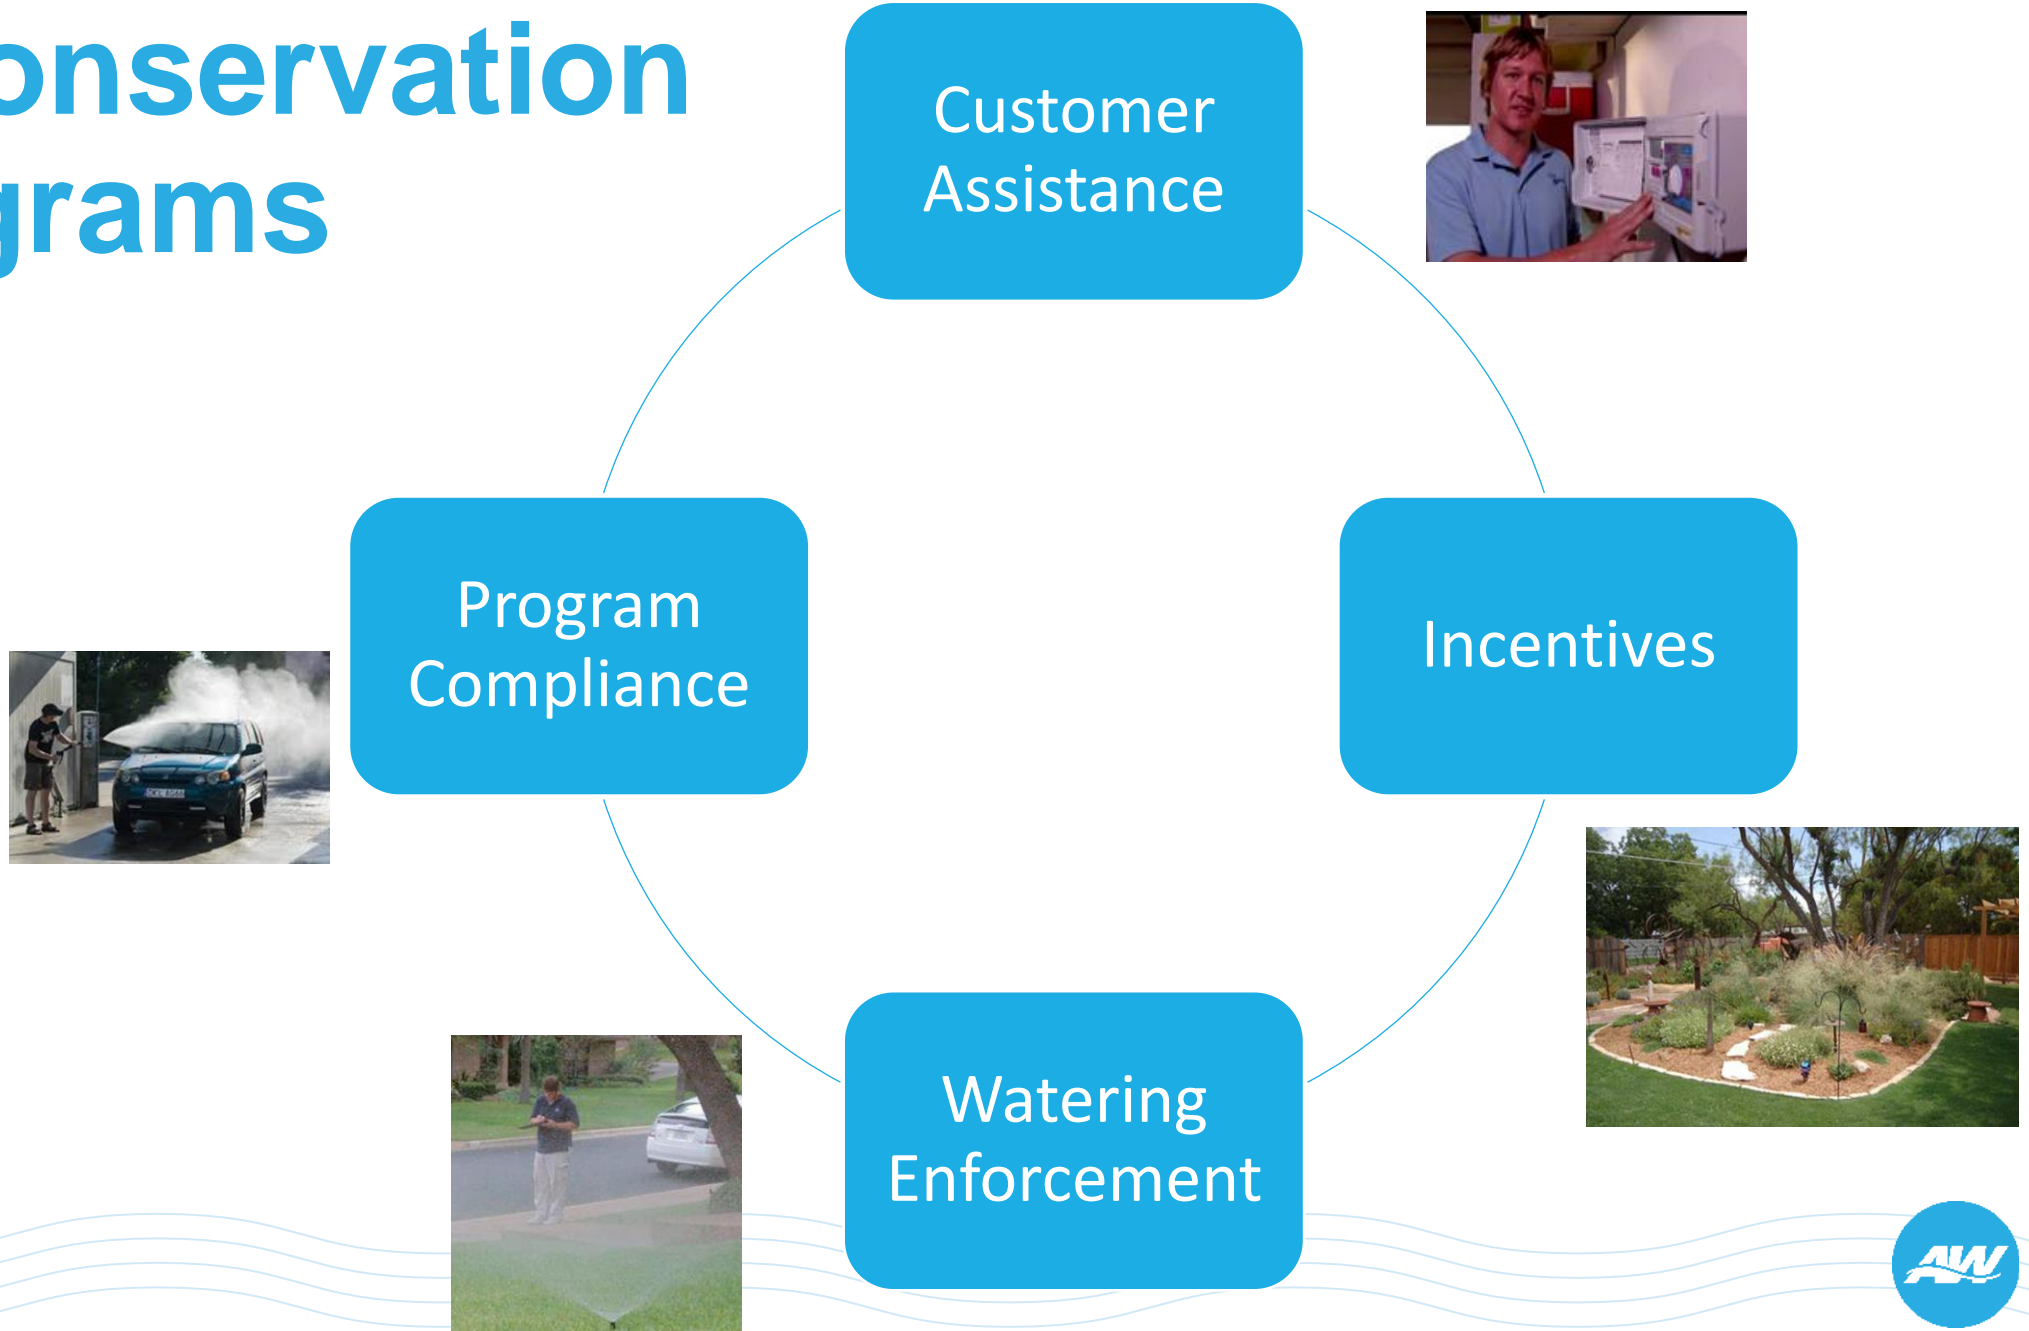 onservation
grams
Customer
Assistance
Program
Compliance
Incentives
Watering
Enforcement
AW